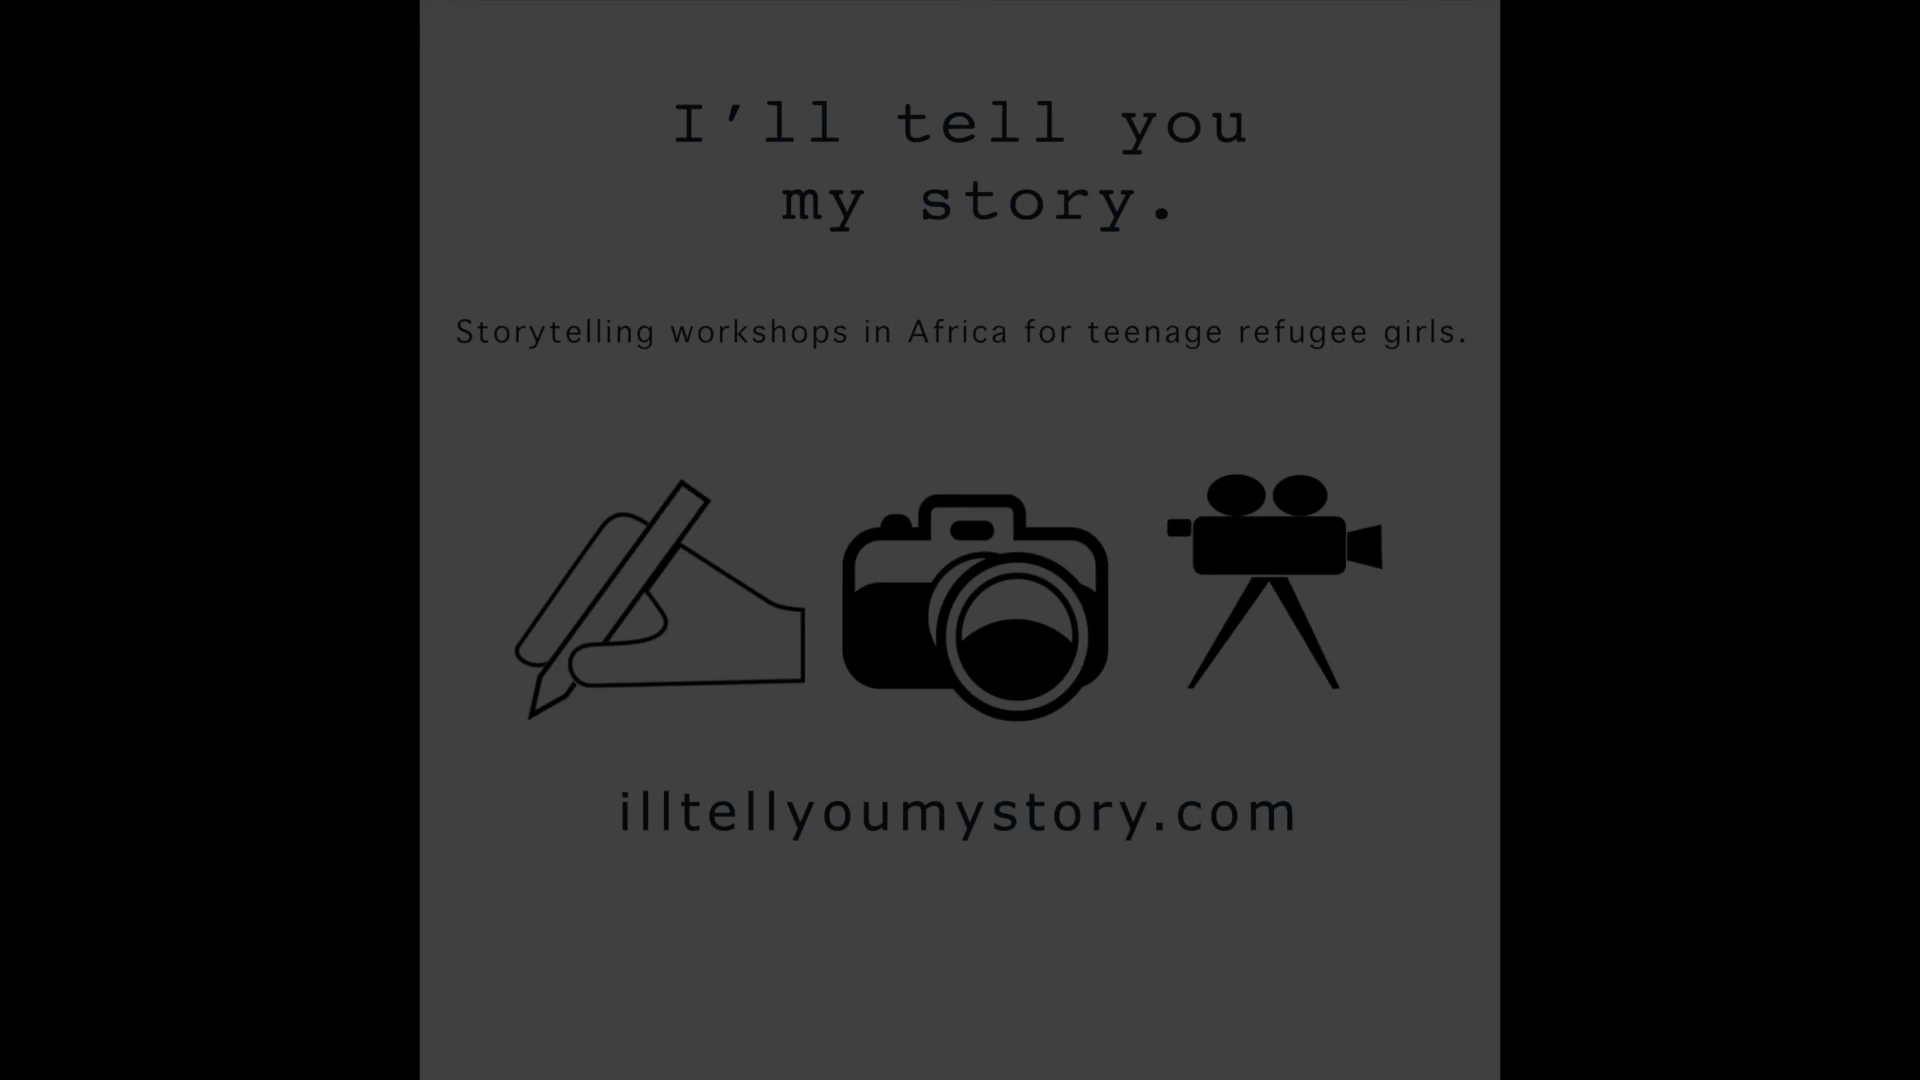 I’ll tell you
my story.
Storytelling workshops in Africa for teenage refugee girls.
illtellyoumystory.com